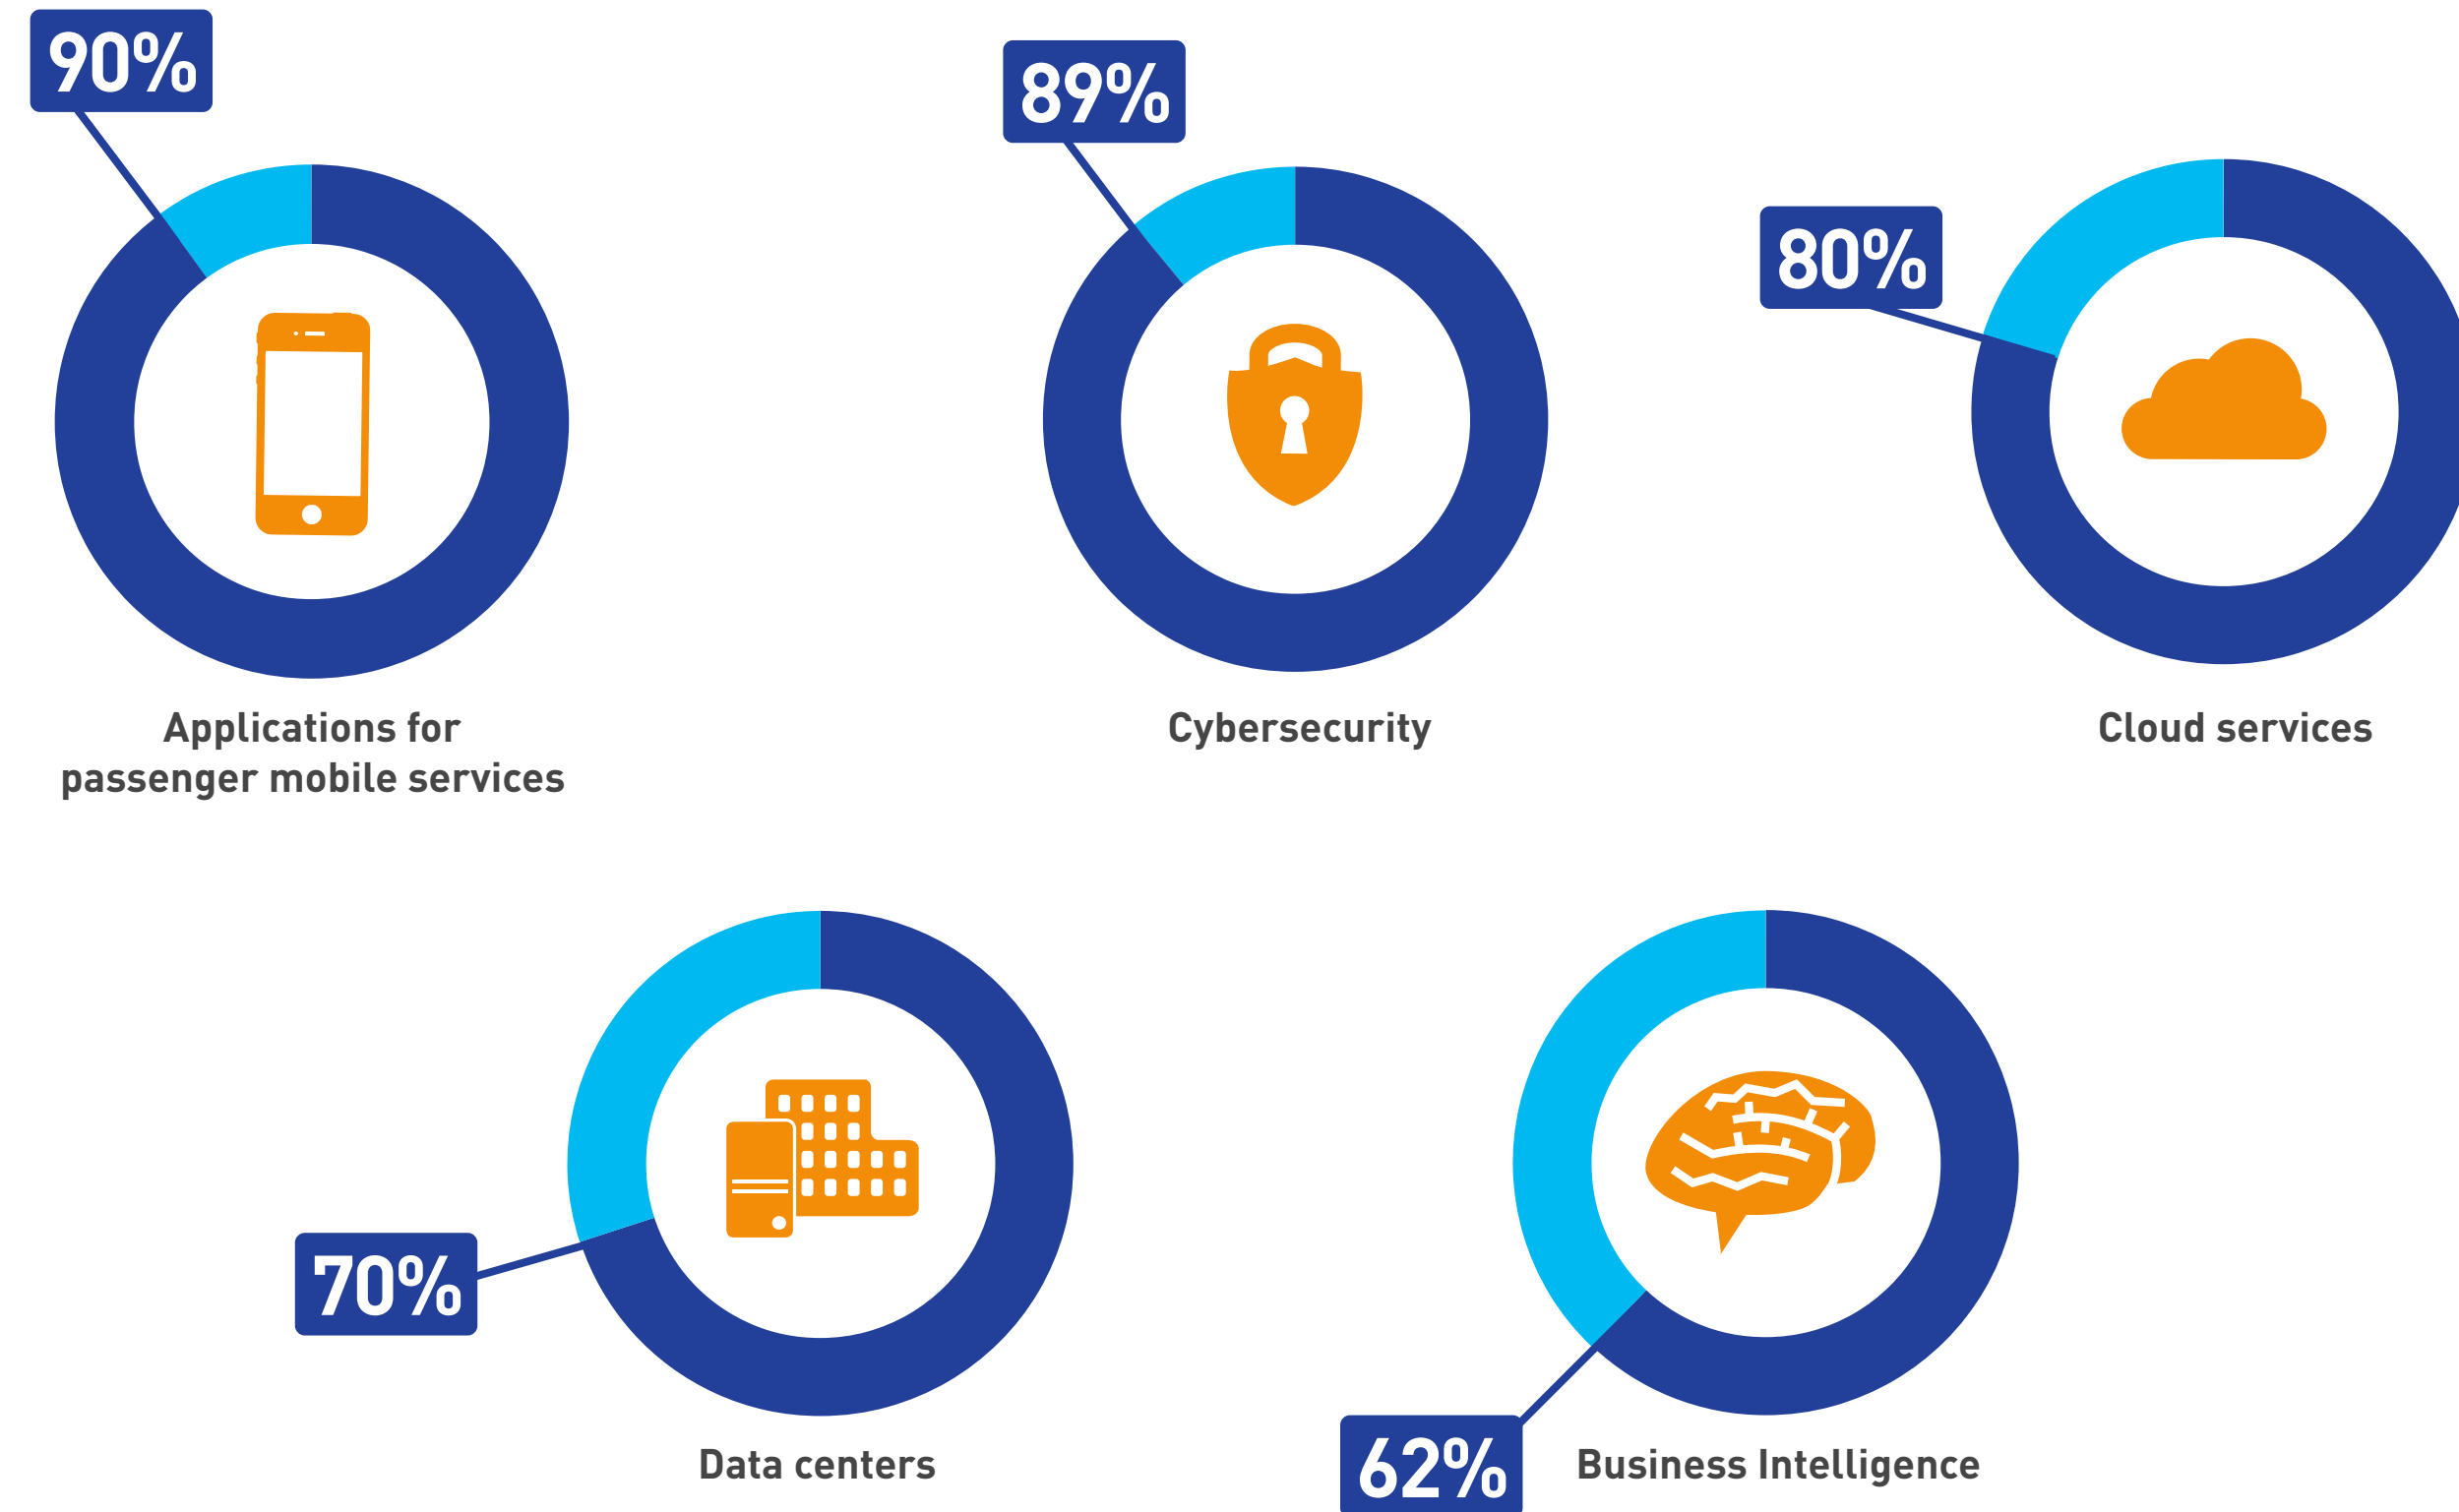 90%
89%
80%
Applications for
passenger mobile services
Cybersecurity
Cloud services
70%
Data centers
62%
Business Intelligence